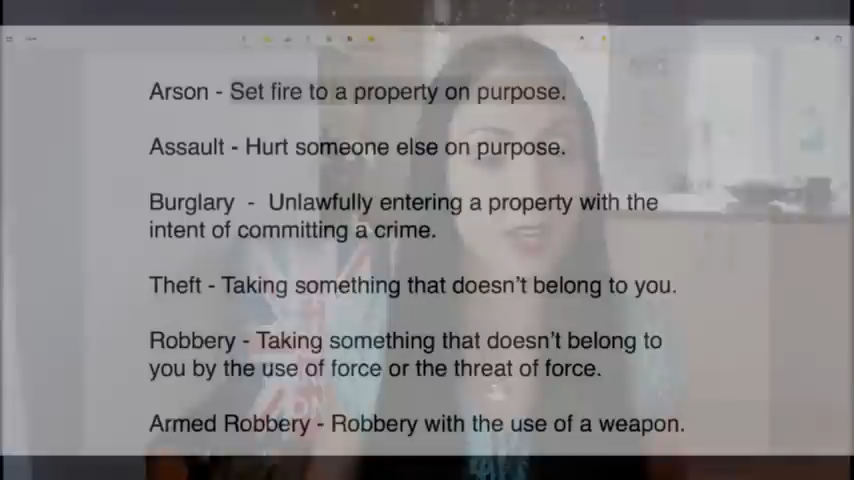 Arson - Set fire to a property on purpose.
Assault - Hurt someone else on purpose.
Burglary - Unlawfully entering a property with the
intent of committing a crime.
Theft - Taking something that doesn't belong to you.
Robbery - Taking something that doesn't belong to
you by the use of force or the threat of force.
Armed Robbery - Robbery with the use of a weapon.